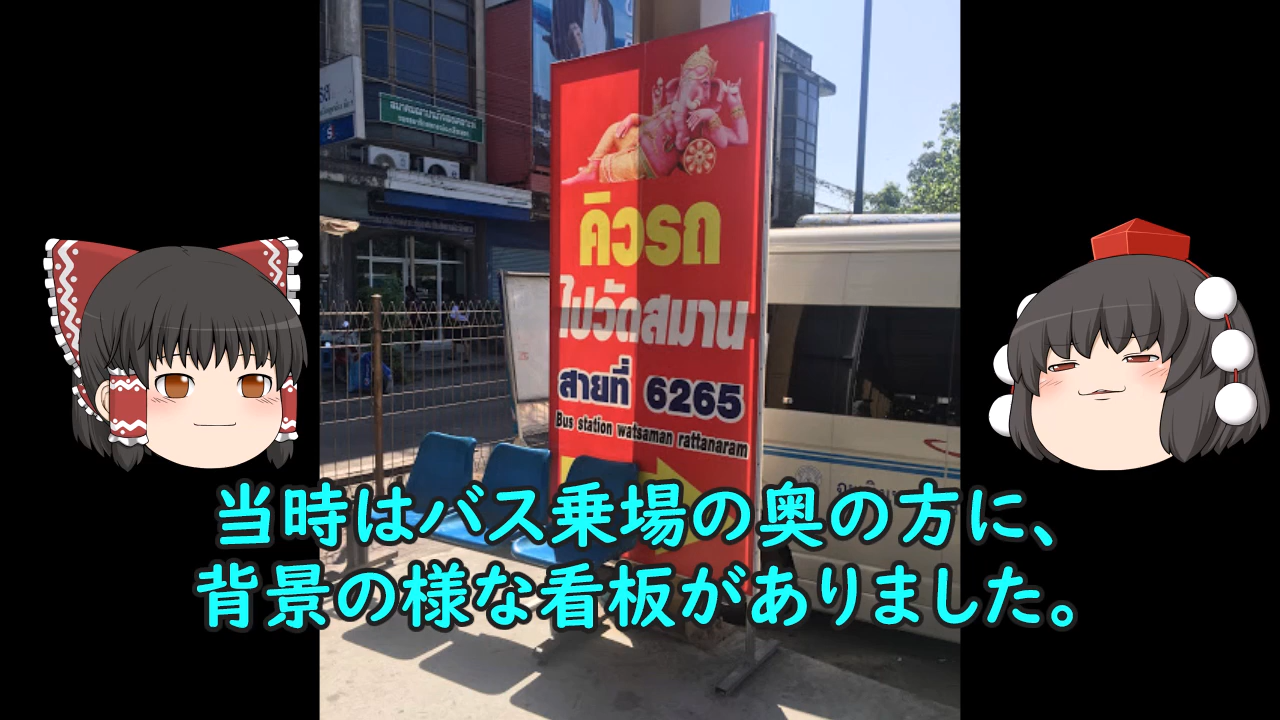 คิวรถ
ไปวัดสมาน
สายที่ 6265
Bus station watsaman rattanaram
当時はバス乗場の奥の方に、
背景の様な看板がありました。